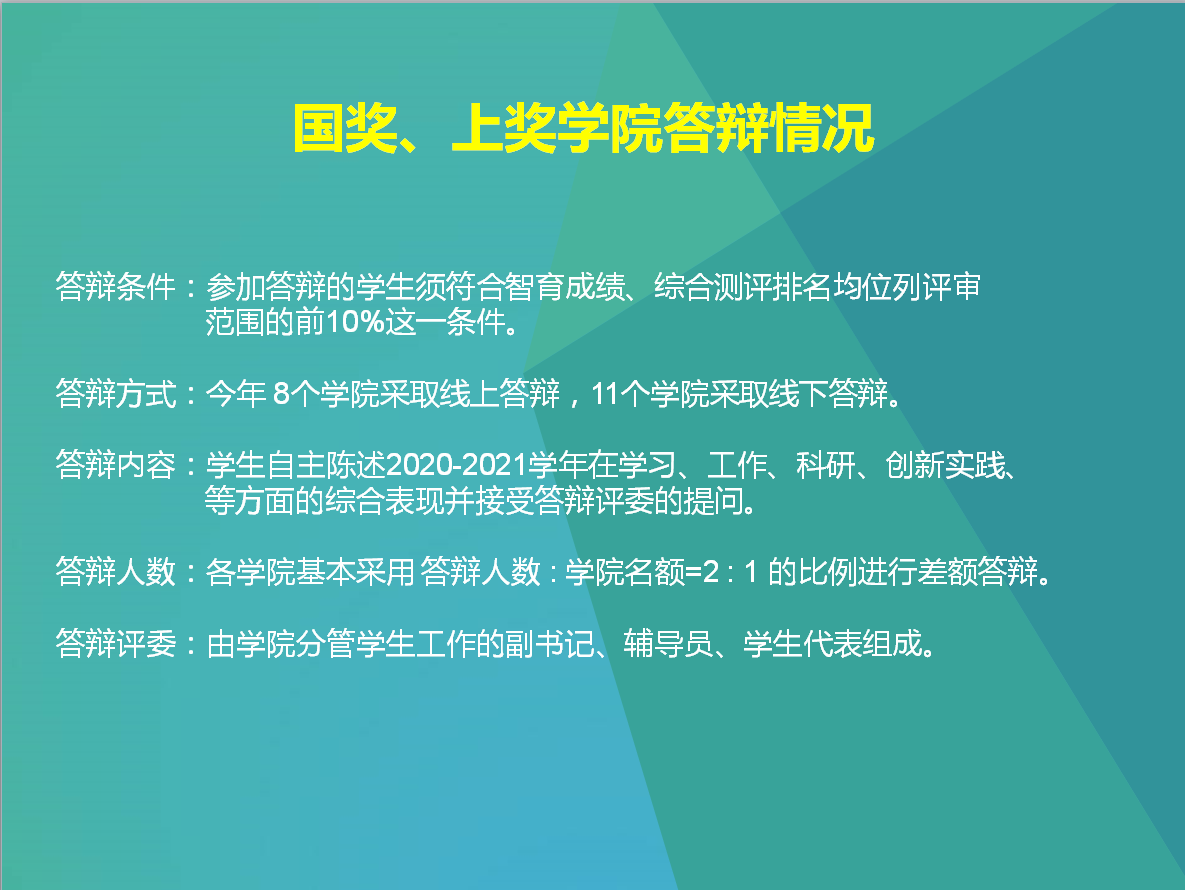 国奖、上奖学院答辩情况
答辩条件：参加答辩的学生须符合智育成绩、综合测评排名均位列评审
范围的前10%这一条件。
答辩方式：今年 8个学院采取线上答辩，11个学院采取线下答辩。
答辩内容：学生自主陈述2020-2021学年在学习、工作、科研、创新实践、
等方面的综合表现并接受答辩评委的提问。
答辩人数：各学院基本采用 答辩人数 : 学院名额=2 : 1 的比例进行差额答辩。
答辩评委：由学院分管学生工作的副书记、辅导员、学生代表组成。